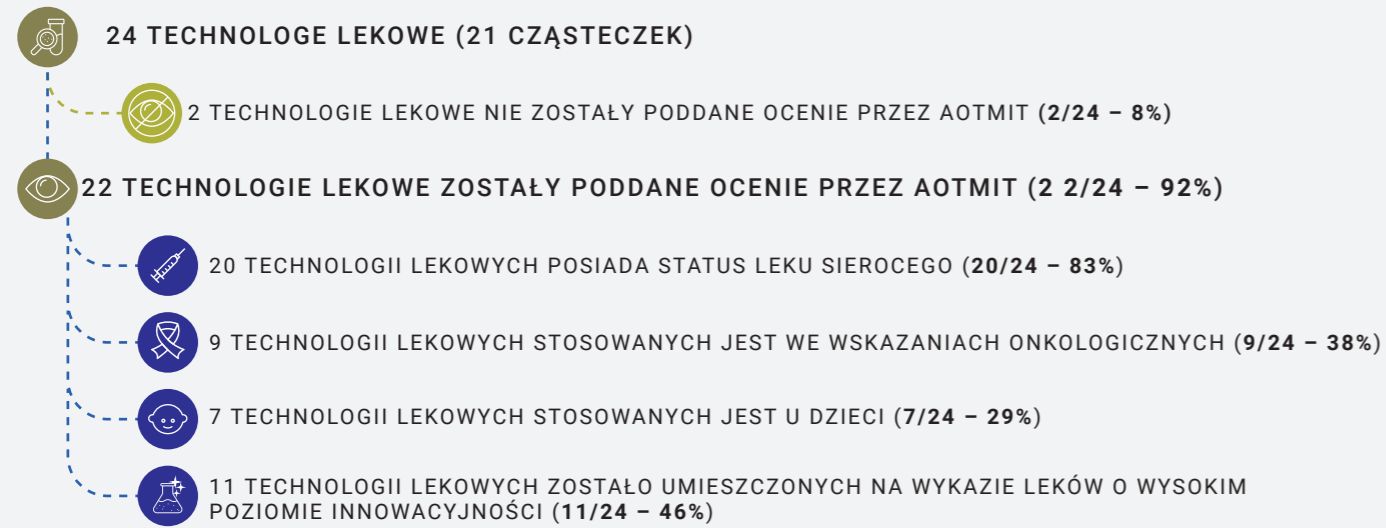 24 TECHNOLOGE LEKOWE (21 CZĄSTECZEK)
2 TECHNOLOGIE LEKOWE NIE ZOSTAŁY PODDANE OCENIE PRZEZ AOTMIT (2/24 – 8%)
22 TECHNOLOGIE LEKOWE ZOSTAŁY PODDANE OCENIE PRZEZ AOTMIT (2 2/24 – 92%)
20 TECHNOLOGII LEKOWYCH POSIADA STATUS LEKU SIEROCEGO (20/24 – 83%)
9 TECHNOLOGII LEKOWYCH STOSOWANYCH JEST WE WSKAZANIACH ONKOLOGICZNYCH (9/24 – 38%)
7 TECHNOLOGII LEKOWYCH STOSOWANYCH JEST U DZIECI (7/24 – 29%)
11 TECHNOLOGII LEKOWYCH ZOSTAŁO UMIESZCZONYCH NA WYKAZIE LEKÓW O WYSOKIM
POZIOMIE INNOWACYJNOŚCI (11/24 – 46%)